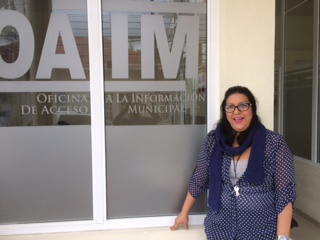 OAIM
OFICINA DE ACCESO A LA INFORMACIÓN
MUNICIPAL